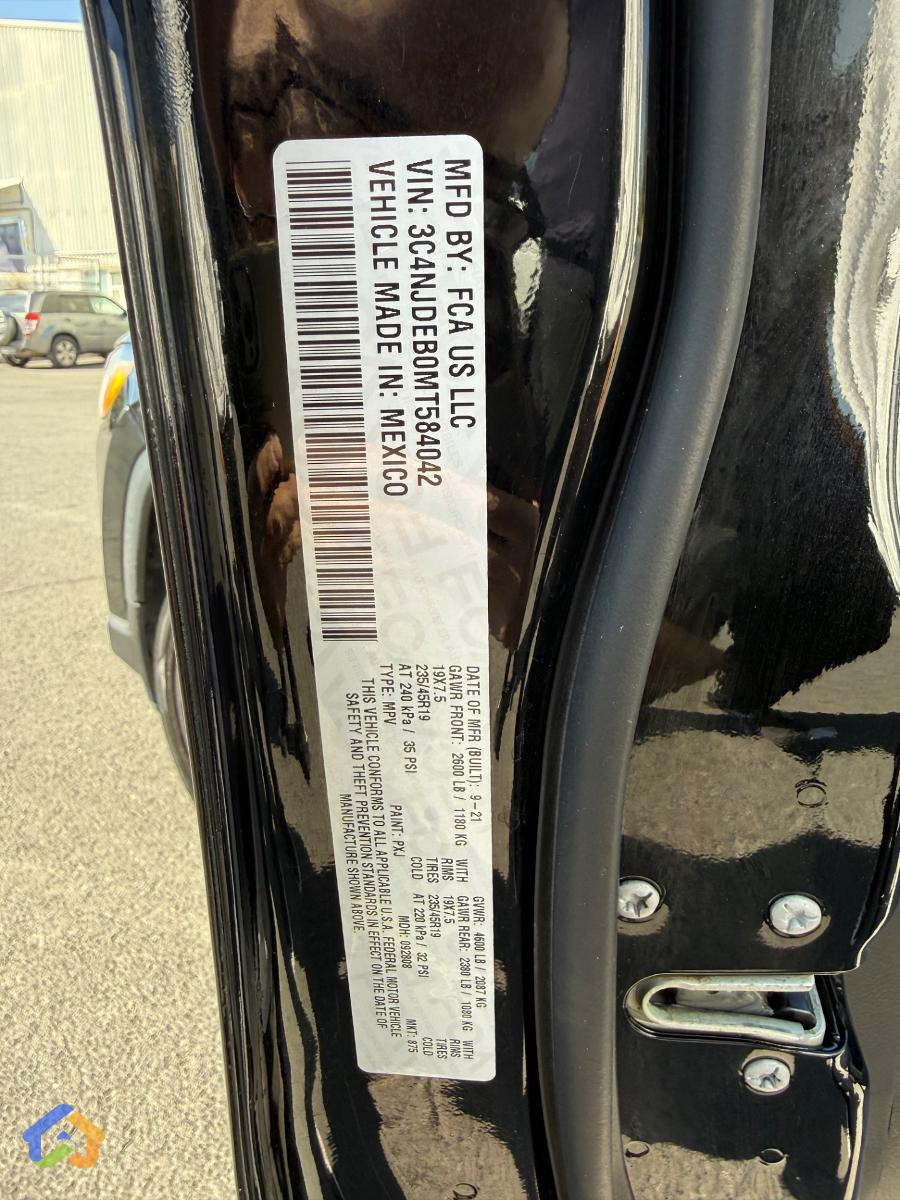 MFD BY: FCA US LLC
VIN: 3C4NJDEB0MT584042
VEHICLE MADE IN: MEXICO
DATE OF MFR (BUILT): 9-21 GVWR: 4600 LB / 2087 KG
GAWR FRONT: 2600 LB / 1180 KG WITH GAWR REAR: 2380 LB / 1080 KG WITH
19X7.5 RIMS 19X7.5 RIMS
235/45R19 TIRES 235/45R19 TIRES
AT 240 kPa / 35 PSI COLD AT 220 kPa / 32 PSI COLD
TYPE: MPV PAINT: PXJ MDH: 092808 MKT: 875
THIS VEHICLE CONFORMS TO ALL APPLICABLE U.S.A. FEDERAL MOTOR VEHICLE
SAFETY AND THEFT PREVENTION STANDARDS IN EFFECT ON THE DATE OF
MANUFACTURE SHOWN ABOVE.